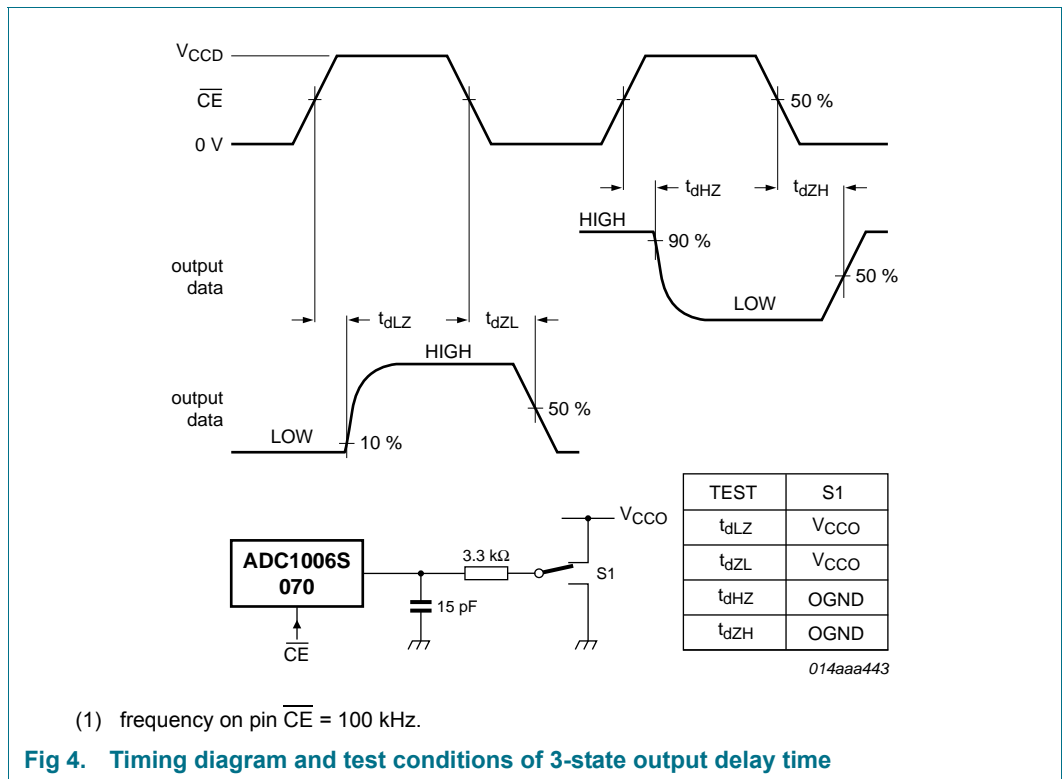 VCCD
CE
0 V
50 %
tdHZ
tdZH
HIGH
90 %
output
data
50 %
LOW
tdLZ
tdZL
HIGH
output
data
50 %
LOW
10 %
VCCO
ADC1006S
070
3.3 kΩ
S1
15 pF
CE
TEST S1
tdLZ VCCO
tdZL VCCO
tdHZ OGND
tdZH OGND
014aaa443
(1) frequency on pin CE = 100 kHz.
Fig 4. Timing diagram and test conditions of 3-state output delay time